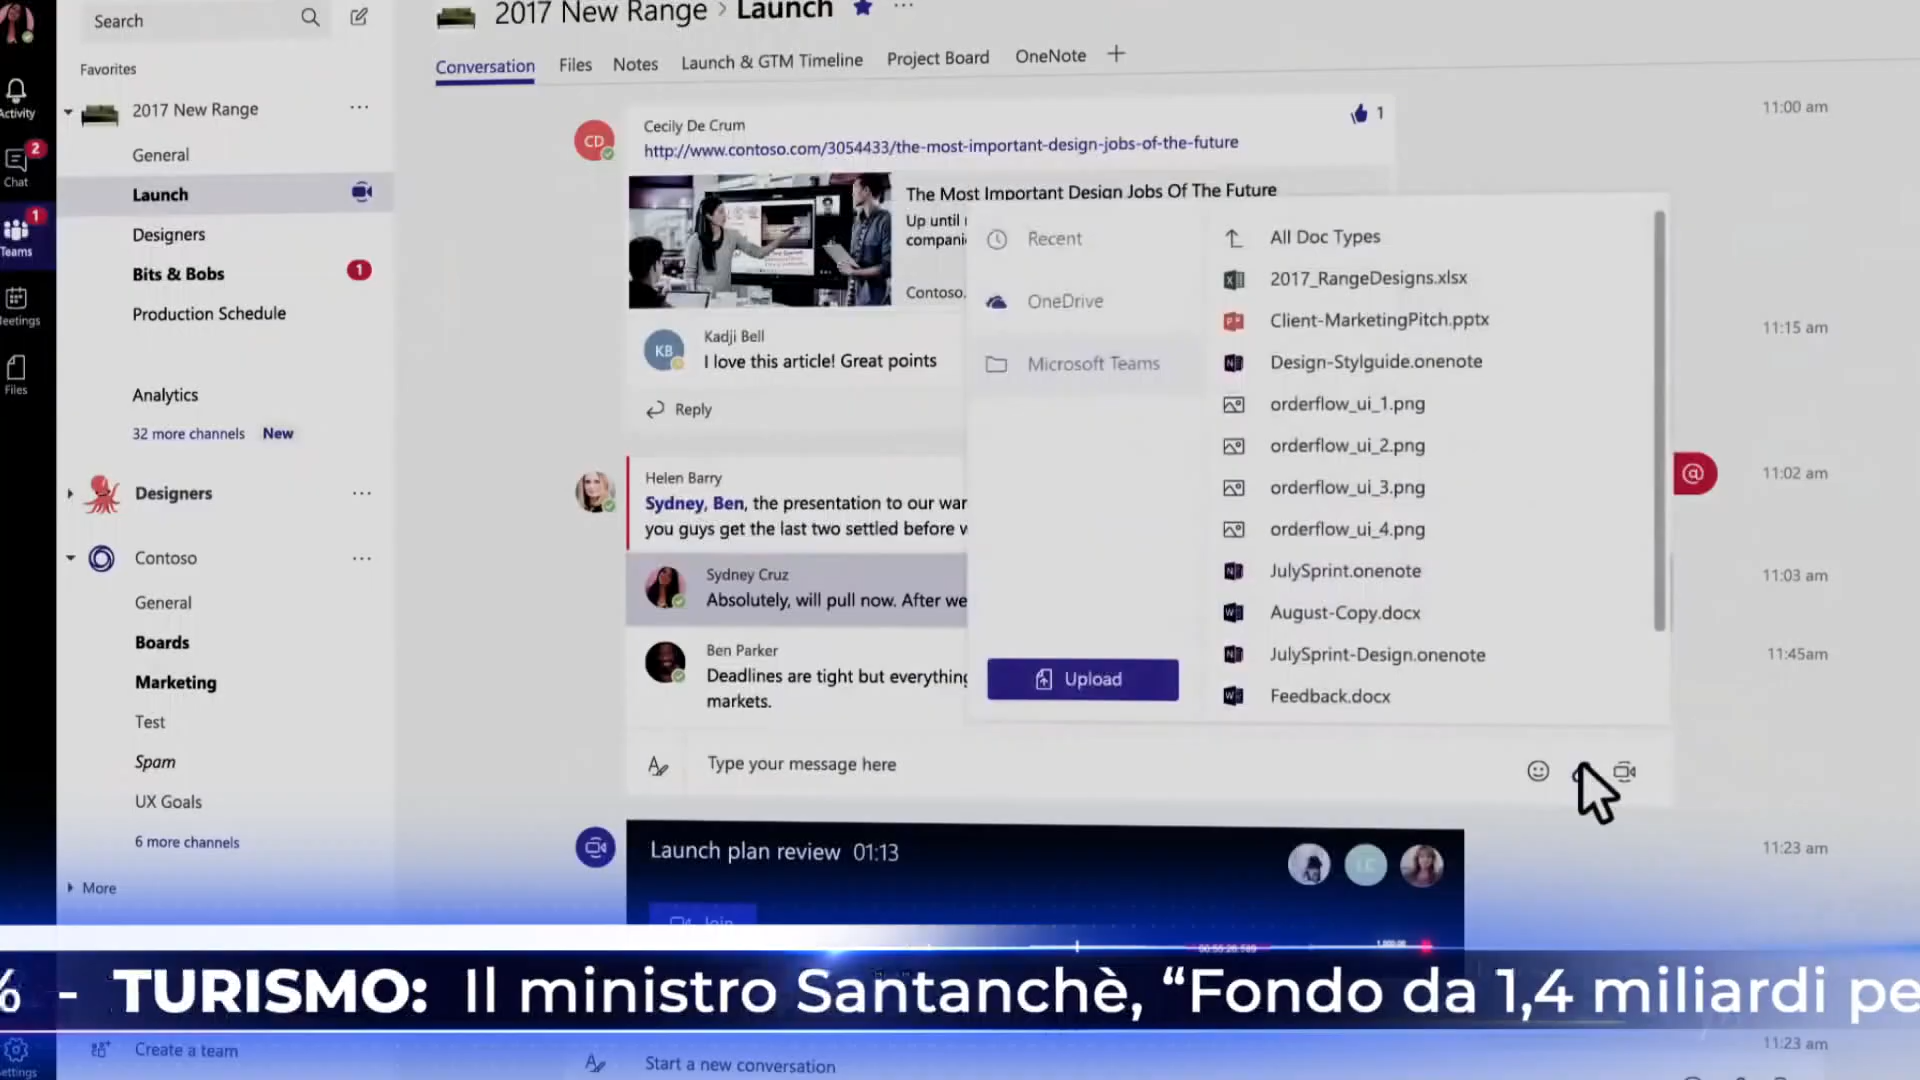 Search
2017 New Range > Launch
Favorites
Conversation
Files
Notes
Launch & GTM Timeline
Project Board
OneNote
Activity
2017 New Range
General
2
Chat
Launch
1
Teams
Designers
Bits & Bobs
1
Production Schedule
Files
Analytics
32 more channels New
Designers
Contoso
General
Boards
Marketing
Test
Spam
UX Goals
6 more channels
More
Create a team
CD
Cecily De Crum
1
11:00 am
http://www.contoso.com/3054433/the-most-important-design-jobs-of-the-future
The Most Important Design Jobs Of The Future
Up until
Contoso.
KB
Kadji Bell
I love this article! Great points
11:15 am
Reply
Helen Barry
Sydney, Ben, the presentation to our
you guys get the last two settled before
@
11:02 am
Sydney Cruz
Absolutely, will pull now. After we
11:03 am
Ben Parker
Deadlines are tight but everything
markets.
11:45am
Recent
OneDrive
Microsoft Teams
Upload
All Doc Types
2017_RangeDesigns.xlsx
Client-MarketingPitch.pptx
Design-Stylguide.onenote
orderflow_ui_1.png
orderflow_ui_2.png
orderflow_ui_3.png
orderflow_ui_4.png
JulySprint.onenote
August-Copy.docx
JulySprint-Design.onenote
Feedback.docx
Type your message here
Launch plan review 01:13
LC
11:23 am
Join
% - TURISMO: Il ministro Santanchè, “Fondo da 1,4 miliardi pe
Start a new conversation
11:23 am